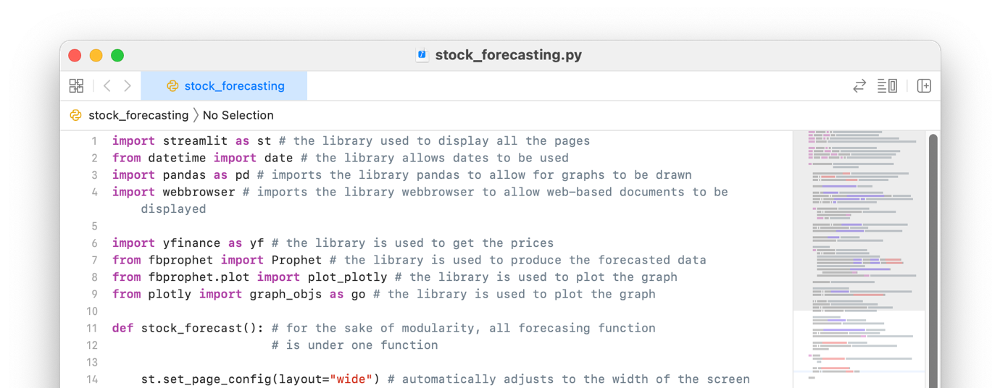 stock_forecasting.py
stock_forecasting
stock_forecasting 〉No Selection
1 import streamlit as st # the library used to display all the pages
2 from datetime import date # the library allows dates to be used
3 import pandas as pd # imports the library pandas to allow for graphs to be drawn
4 import webbrowser # imports the library webbrowser to allow web-based documents to be
displayed
5
6 import yfinance as yf # the library is used to get the prices
7 from fbprophet import Prophet # the library is used to produce the forecasted data
8 from fbprophet.plot import plot_plotly # the library is used to plot the graph
9 from plotly import graph_objs as go # the library is used to plot the graph
10
11 def stock_forecast(): # for the sake of modularity, all forecasing function
12 # is under one function
13
14 st.set_page_config(layout="wide") # automatically adjusts to the width of the screen